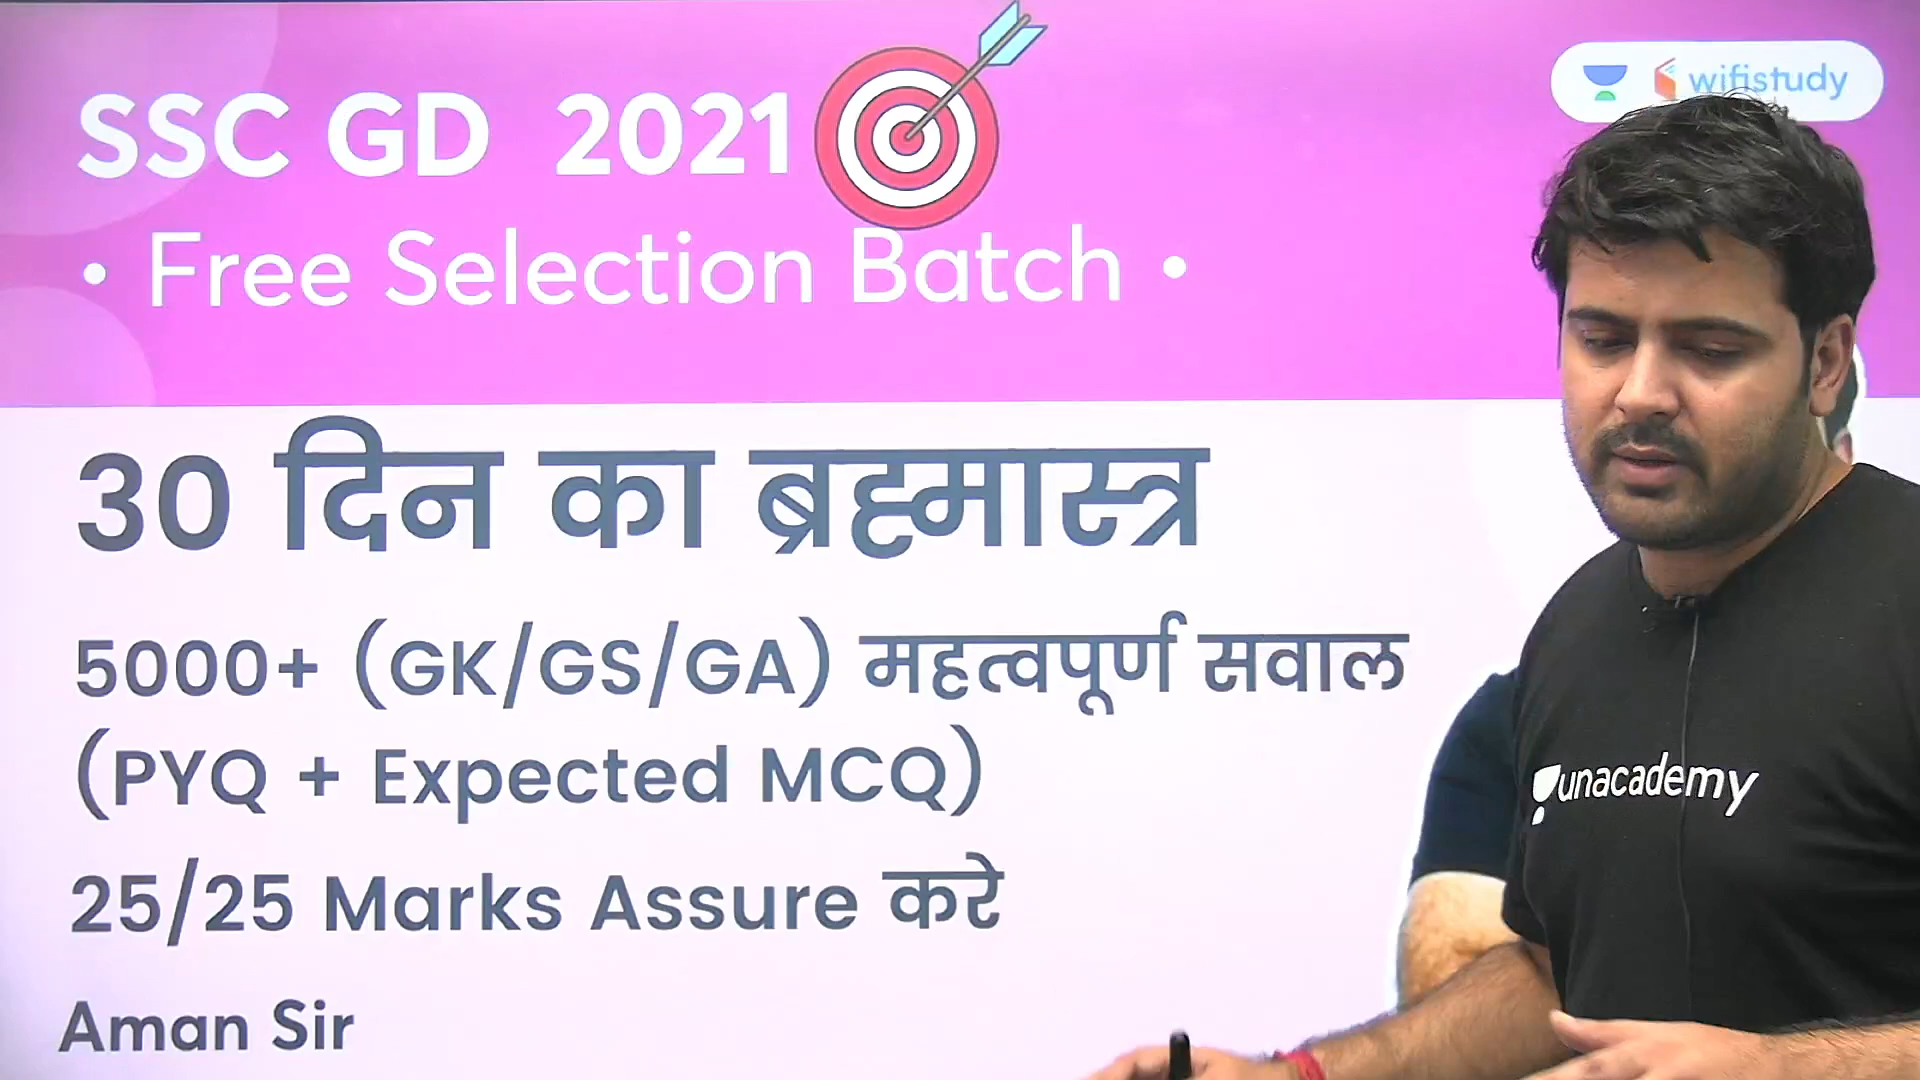 SSC GD 2021
wifistudy
• Free Selection Batch •
30 दिन का ब्रह्मास्त्र
5000+ (GK/GS/GA) महत्वपूर्ण सवाल
(PYQ + Expected MCQ)
25/25 Marks Assure करे
Aman Sir
unacademy